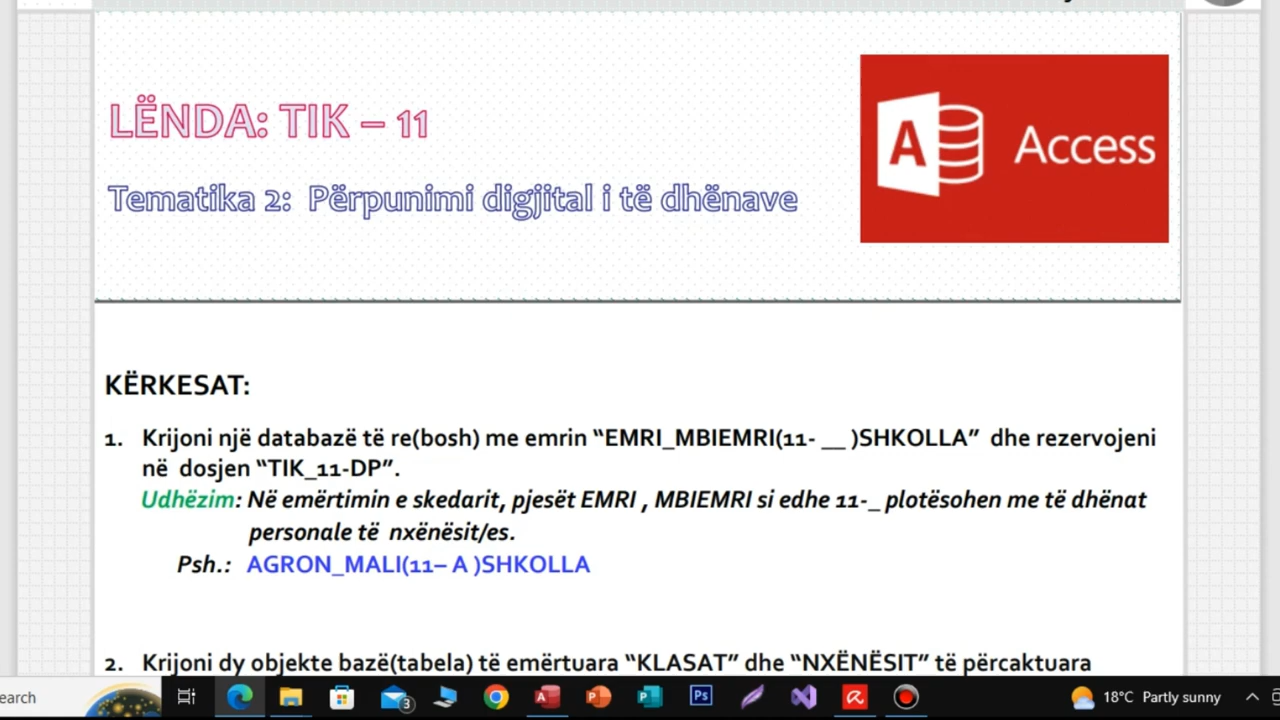 LËNDA: TIK – 11
Tematika 2: Përpunimi digjital i të dhënave
A Access
KËRKESAT:
1. Krijoni një databazë të re(bosh) me emrin “EMRI_MBIEMRI(11- __ )SHKOLLA” dhe rezervojeni
në dosjen “TIK_11-DP”.
Udhëzim: Në emërtimin e skedarit, pjesët EMRI , MBIEMRI si edhe 11-_ plotësohen me të dhënat
personale të nxënësit/es.
Psh.: AGRON_MALI(11– A )SHKOLLA
2. Krijoni dy objekte bazë(tabela) të emërtuara “KLASAT” dhe “NXËNËSIT” të përcaktuara
earch
3
A
P
P
Ps
18°C Partly sunny